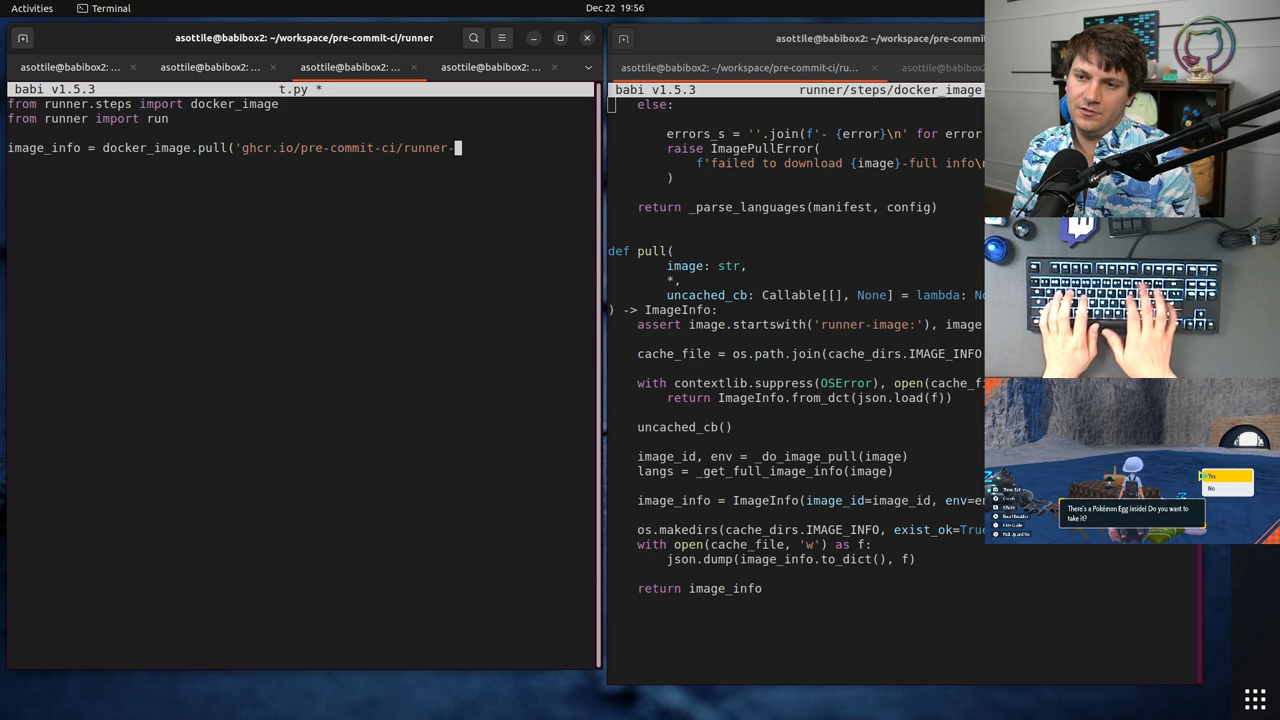 Activities
Terminal
Dec 22 19:56
asottile@babibox2:~/workspace/pre-commit-ci/runner
asottile@babibox2:~/workspace/pre-commi
asottile@babibox2: ~...
asottile@babibox2: ~...
asottile@babibox2: ~...
asottile@babibox2: ~...
asottile@babibox2: ~/workspace/pre-commit-ci/ru...
babi v1.5.3
t.py *
from runner.steps import docker_image
from runner import run
image_info = docker_image.pull('ghcr.io/pre-commit-ci/runner-
babi v1.5.3
runner/steps/docker_image
else:
errors_s = ''.join(f'- {error}\n' for error
raise ImagePullError(
f'failed to download {image}-full info\n
)
return _parse_languages(manifest, config)
def pull(
image: str,
*,
uncached_cb: Callable[[], None] = lambda: No
) -> ImageInfo:
assert image.startswith('runner-image:'), image
cache_file = os.path.join(cache_dirs.IMAGE_INFO
with contextlib.suppress(OSError), open(cache_fi
return ImageInfo.from_dct(json.load(f))
uncached_cb()
image_id, env = _do_image_pull(image)
langs = _get_full_image_info(image)
image_info = ImageInfo(image_id=image_id, env=en
os.makedirs(cache_dirs.IMAGE_INFO, exist_ok=True
with open(cache_file, 'w') as f:
json.dump(image_info.to_dict(), f)
return image_info
Yes
No
There's a Pokémon Egg inside! Do you want to
take it?